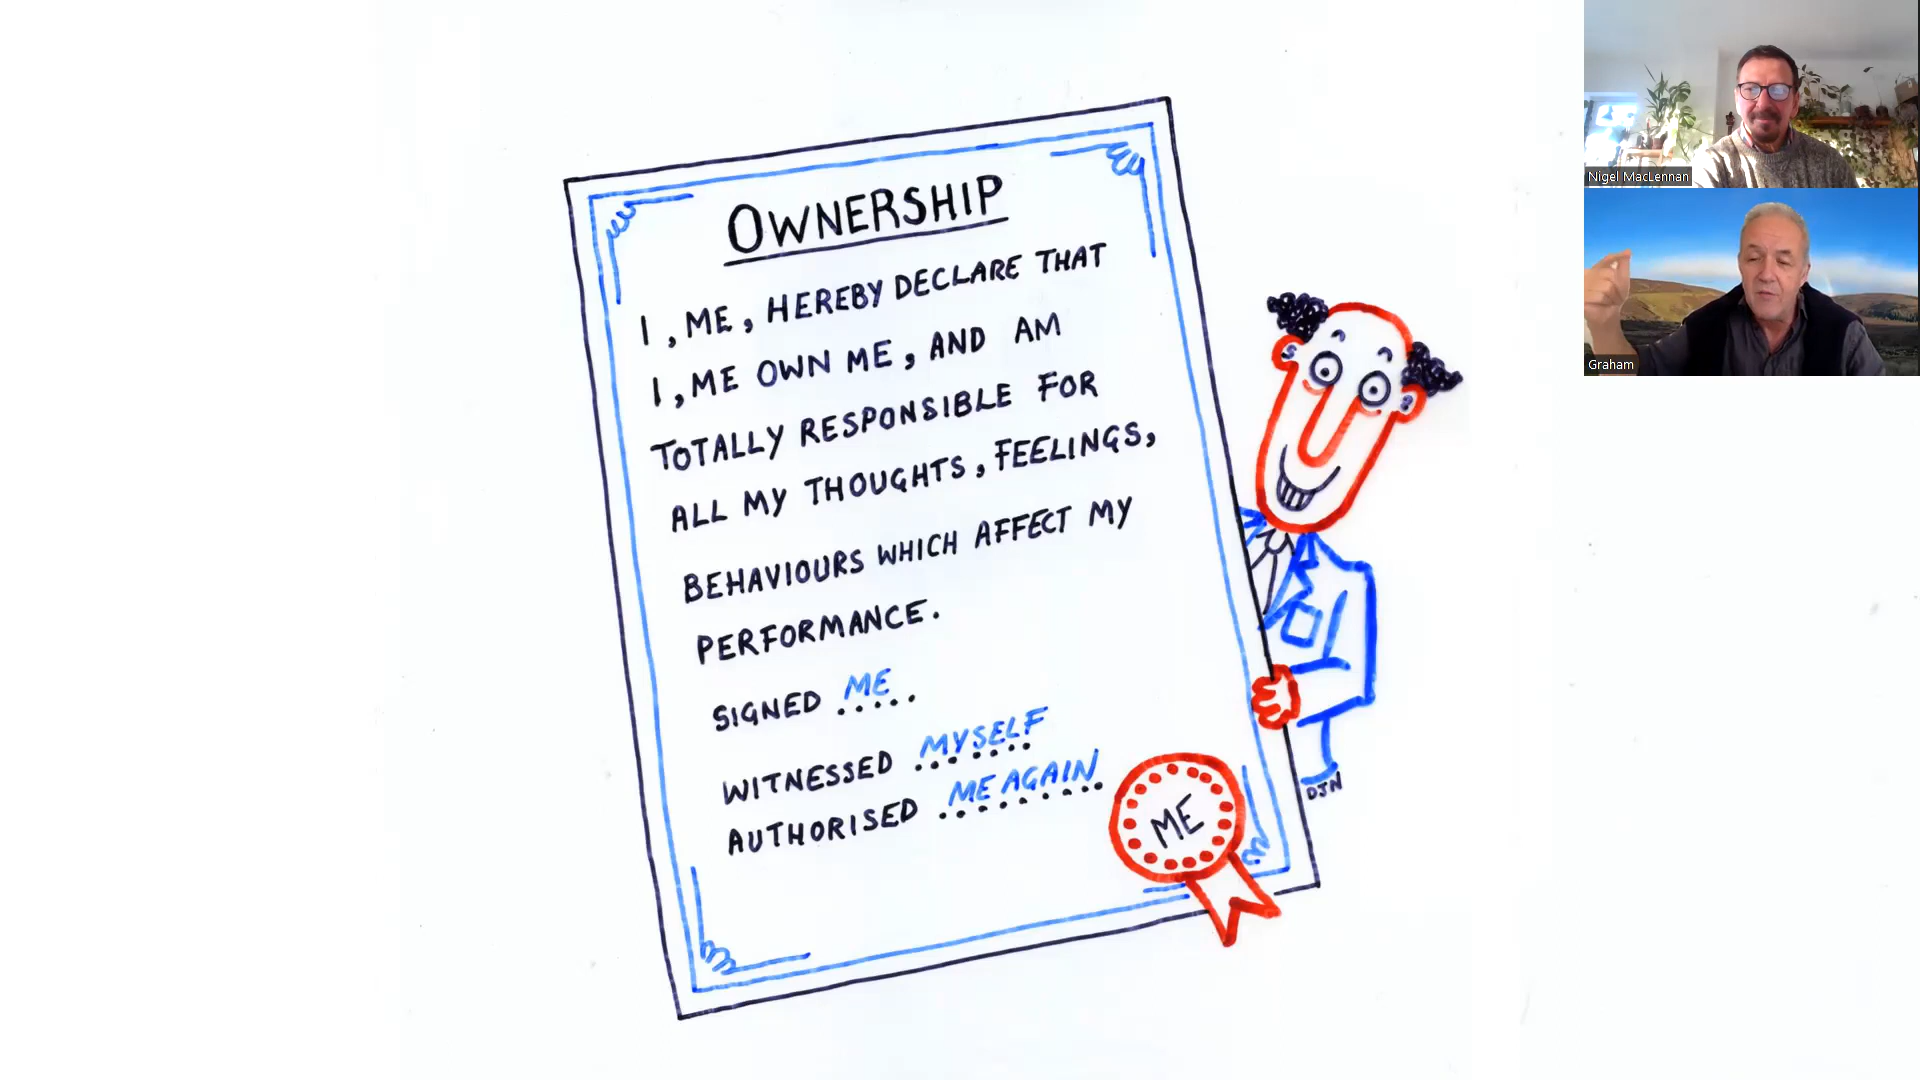 OWNERSHIP
I, ME, HEREBY DECLARE THAT
I, ME OWN ME, AND AM
TOTALLY RESPONSIBLE FOR
ALL MY THOUGHTS, FEELINGS,
BEHAVIOURS WHICH AFFECT MY
PERFORMANCE.
SIGNED ME
WITNESSED MYSELF
AUTHORISED ME AGAIN
ME
DJN
Nigel MacLennan
Graham